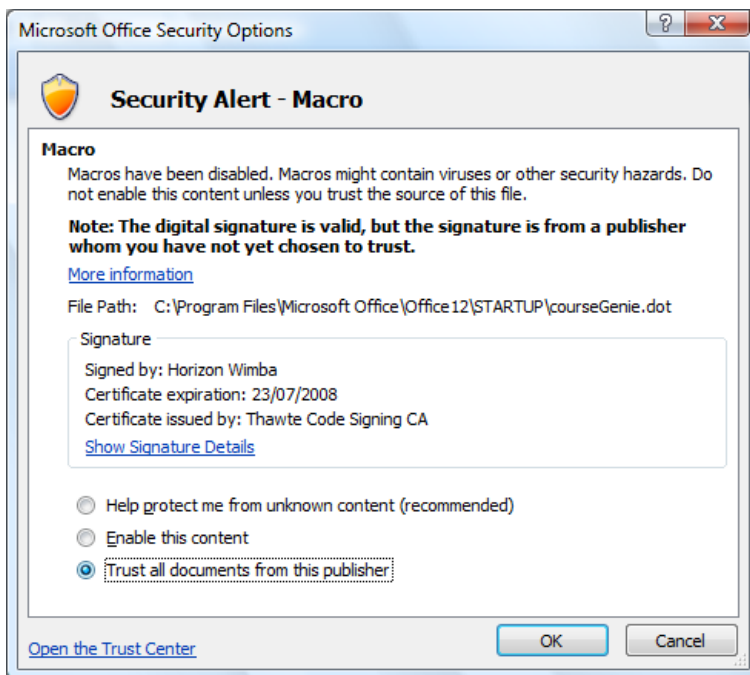 Microsoft Office Security Options
Security Alert - Macro
Macro
Macros have been disabled. Macros might contain viruses or other security hazards. Do
not enable this content unless you trust the source of this file.
Note: The digital signature is valid, but the signature is from a publisher
whom you have not yet chosen to trust.
More information
File Path: C:\Program Files\Microsoft Office\Office12\STARTUP\courseGenie.dot
Signature
Signed by: Horizon Wimba
Certificate expiration: 23/07/2008
Certificate issued by: Thawte Code Signing CA
Show Signature Details
Help protect me from unknown content (recommended)
Enable this content
Trust all documents from this publisher
Open the Trust Center
OK
Cancel